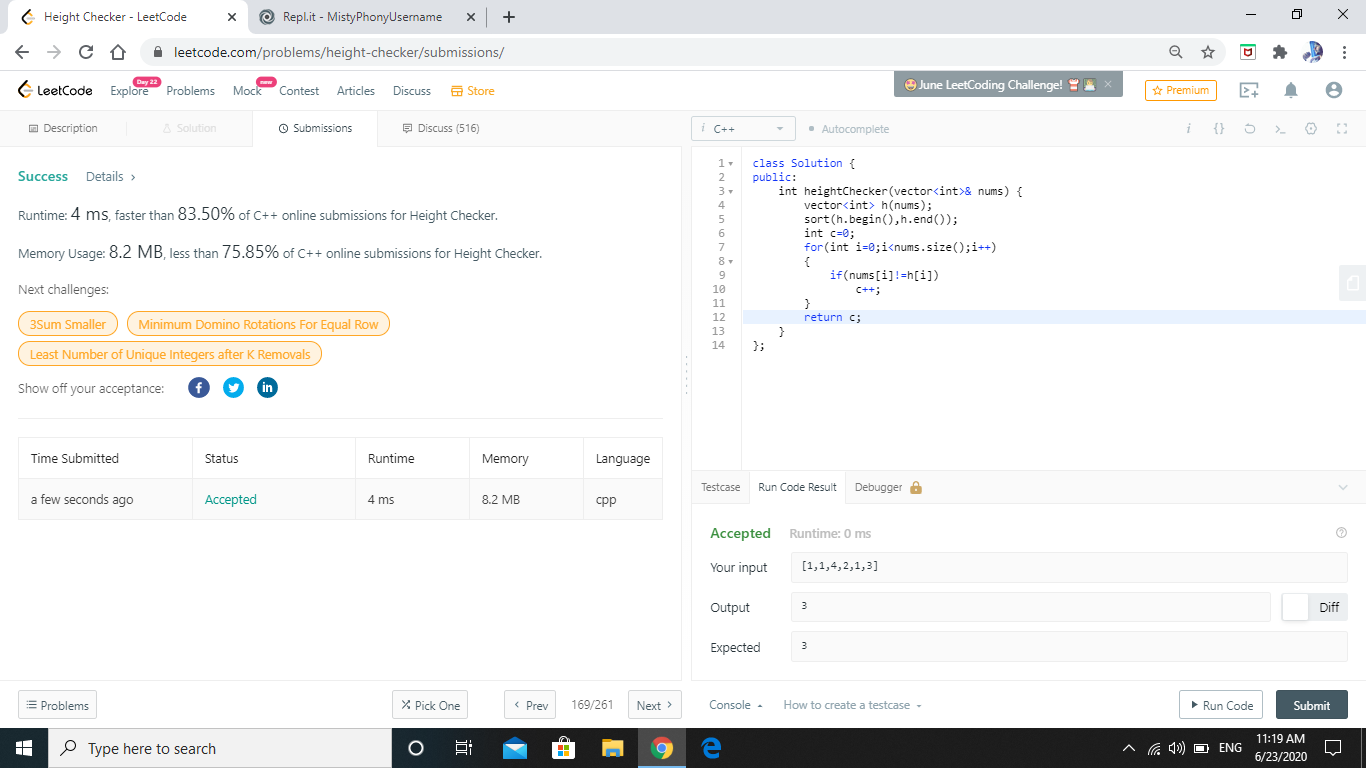 Height Checker - LeetCode
Repl.it - MistyPhonyUsername
leetcode.com/problems/height-checker/submissions/
LeetCode
Explore
Day 22
Problems
Mock
new
Contest
Articles
Discuss
Store
June LeetCoding Challenge!
Premium
Description
Solution
Submissions
Discuss (516)
Success
Details ›
Runtime: 4 ms, faster than 83.50% of C++ online submissions for Height Checker.
Memory Usage: 8.2 MB, less than 75.85% of C++ online submissions for Height Checker.
Next challenges:
3Sum Smaller
Minimum Domino Rotations For Equal Row
Least Number of Unique Integers after K Removals
Show off your acceptance:
Time Submitted Status Runtime Memory Language
a few seconds ago Accepted 4 ms 8.2 MB cpp
Problems
Pick One
‹ Prev
169/261
Next ›
i C++
Autocomplete
i {}
1 class Solution {
2 public:
3 int heightChecker(vector<int>& nums) {
4 vector<int> h(nums);
5 sort(h.begin(),h.end());
6 int c=0;
7 for(int i=0;i<nums.size();i++)
8 {
9 if(nums[i]!=h[i])
10 c++;
11 }
12 return c;
13 }
14 };
Testcase
Run Code Result
Debugger
Accepted Runtime: 0 ms
Your input [1,1,4,2,1,3]
Output 3
Diff
Expected 3
Console
How to create a testcase
Run Code
Submit
Type here to search
ENG
11:19 AM
6/23/2020